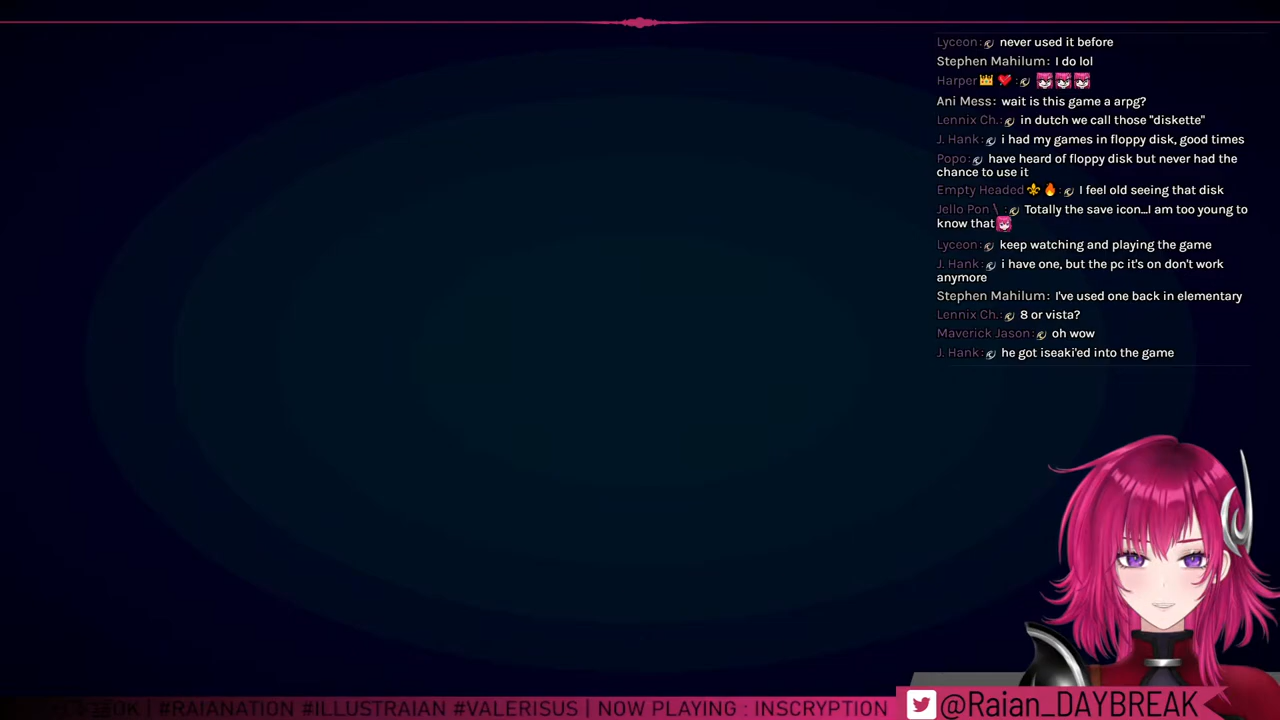 Lyceon: never used it before
Stephen Mahilum: I do lol
Harper :
Ani Mess: wait is this game a arpg?
Lennix Ch.: in dutch we call those "diskette"
J. Hank: i had my games in floppy disk, good times
Popo: have heard of floppy disk but never had the
chance to use it
Empty Headed : I feel old seeing that disk
Jello Pon : Totally the save icon...I am too young to
know that
Lyceon: keep watching and playing the game
J. Hank: i have one, but the pc it's on don't work
anymore
Stephen Mahilum: I've used one back in elementary
Lennix Ch.: 8 or vista?
Maverick Jason: oh wow
J. Hank: he got iseaki'ed into the game
#RAIANATION #ILLUSTRAIAN #VALERISUS | NOW PLAYING : INSCRYPTION
@Raian_DAYBREAK